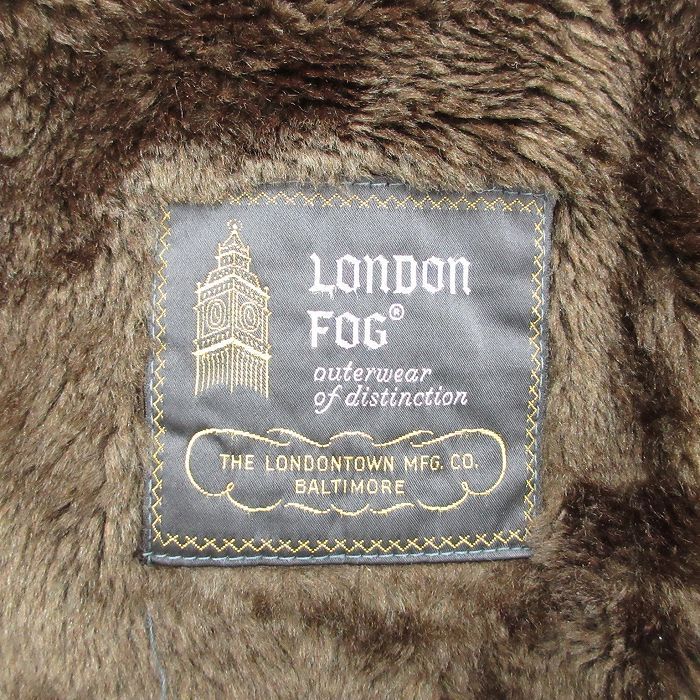 LONDON
FOG®
outerwear
of distinction
THE LONDONTOWN MFG. CO.
BALTIMORE